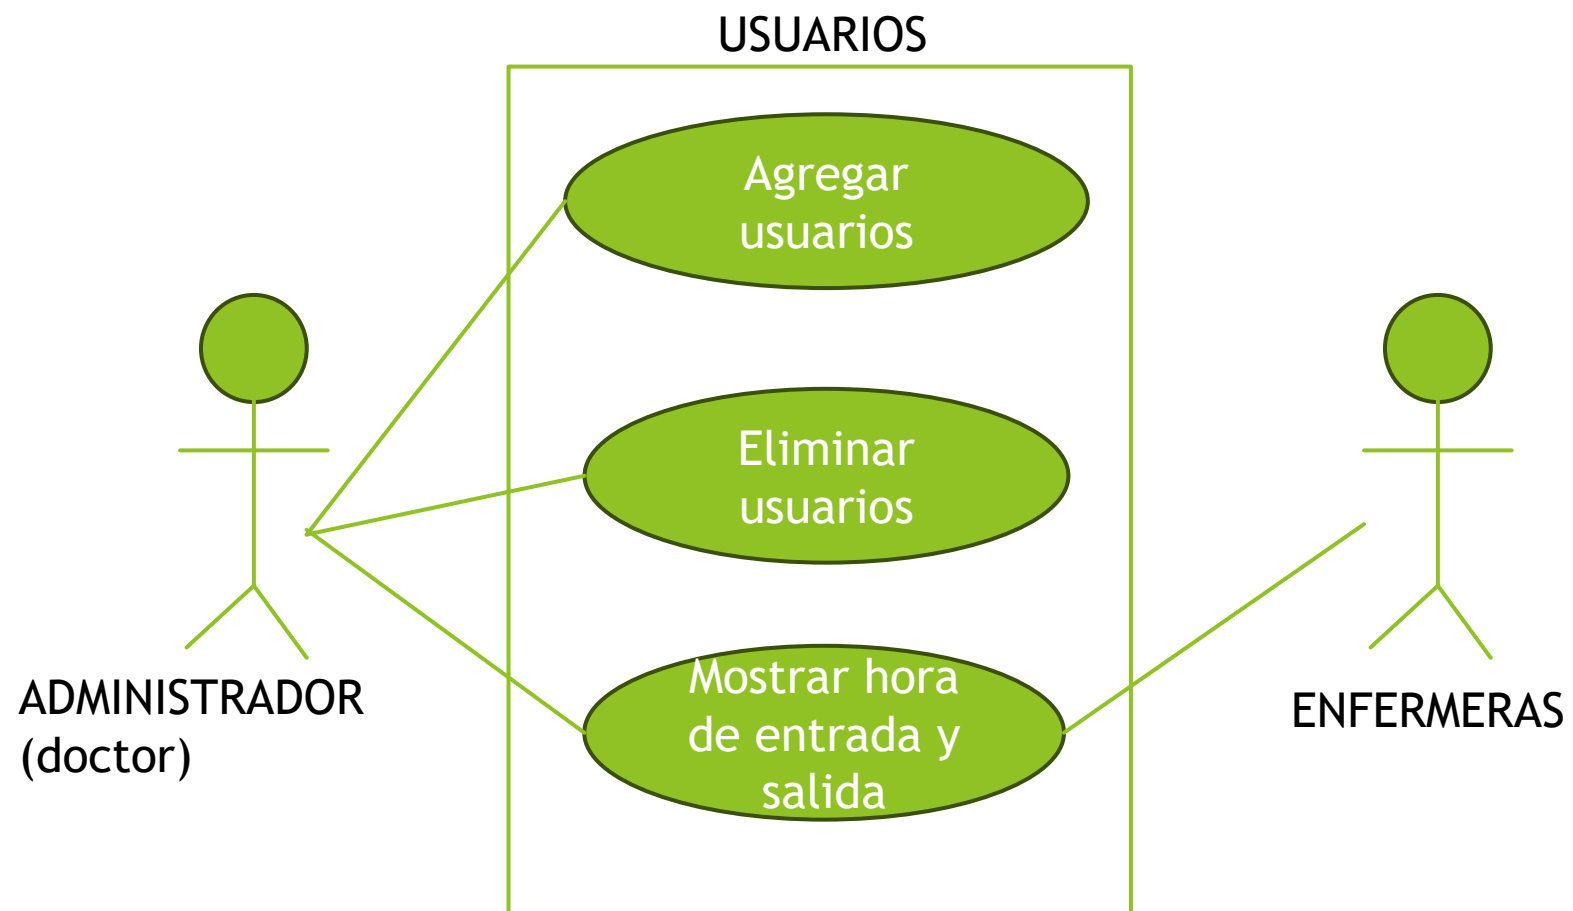 USUARIOS
Agregar
usuarios
Eliminar
usuarios
Mostrar hora
de entrada y
salida
ADMINISTRADOR
(doctor)
ENFERMERAS